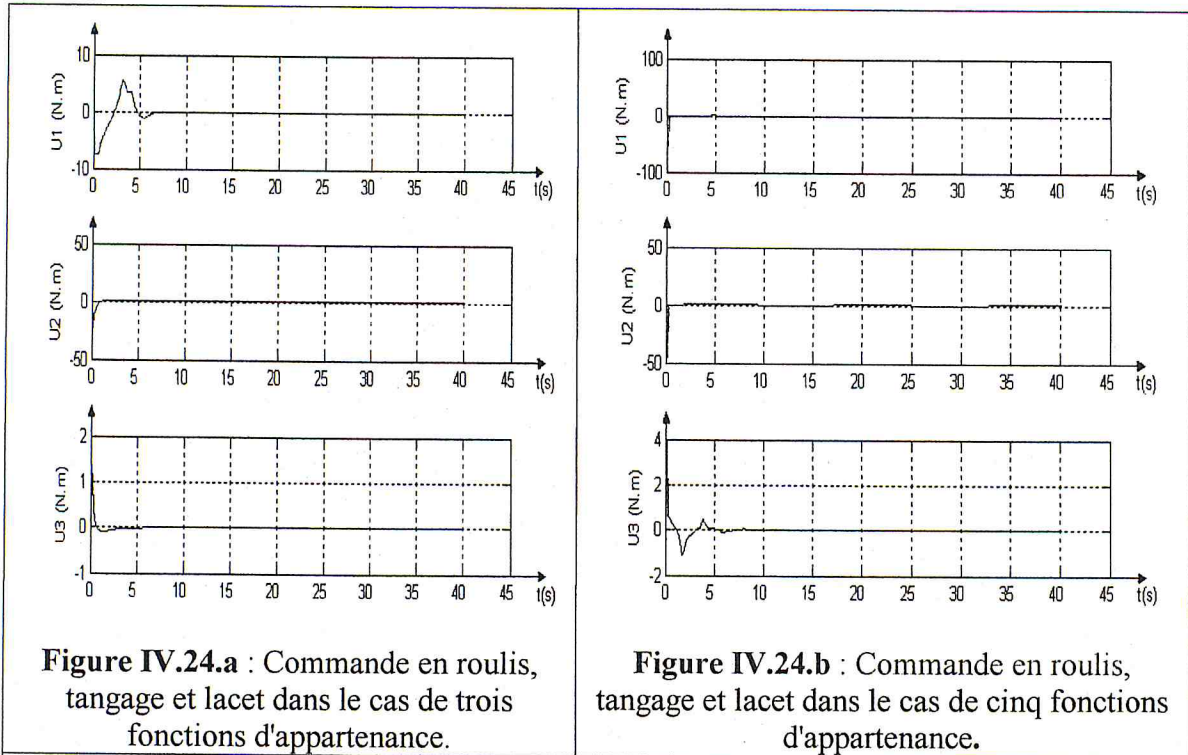 10
0
-10
U1 (N.m)
0 5 10 15 20 25 30 35 40 45 t(s)
50
0
-50
U2 (N.m)
0 5 10 15 20 25 30 35 40 45 t(s)
2
1
0
-1
U3 (N.m)
0 5 10 15 20 25 30 35 40 45 t(s)
Figure IV.24.a : Commande en roulis,
tangage et lacet dans le cas de trois
fonctions d'appartenance.
100
0
-100
U1 (N.m)
0 5 10 15 20 25 30 35 40 45 t(s)
50
0
-50
U2 (N.m)
0 5 10 15 20 25 30 35 40 45 t(s)
4
2
0
-2
U3 (N.m)
0 5 10 15 20 25 30 35 40 45 t(s)
Figure IV.24.b : Commande en roulis,
tangage et lacet dans le cas de cinq fonctions
d'appartenance.